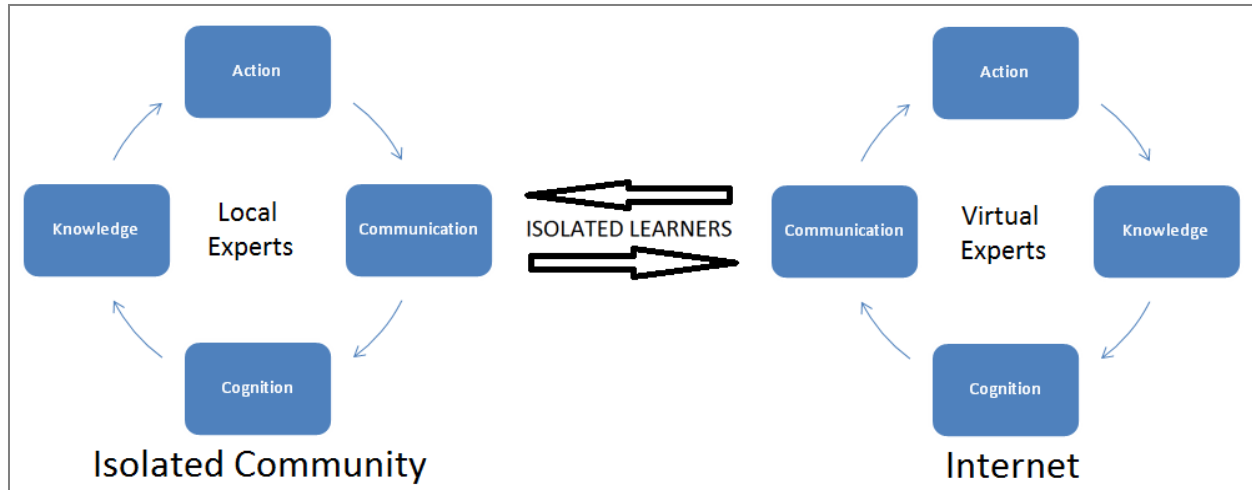 Action
Knowledge
Local
Experts
Communication
Cognition
Isolated Community
ISOLATED LEARNERS
Action
Communication
Virtual
Experts
Knowledge
Cognition
Internet